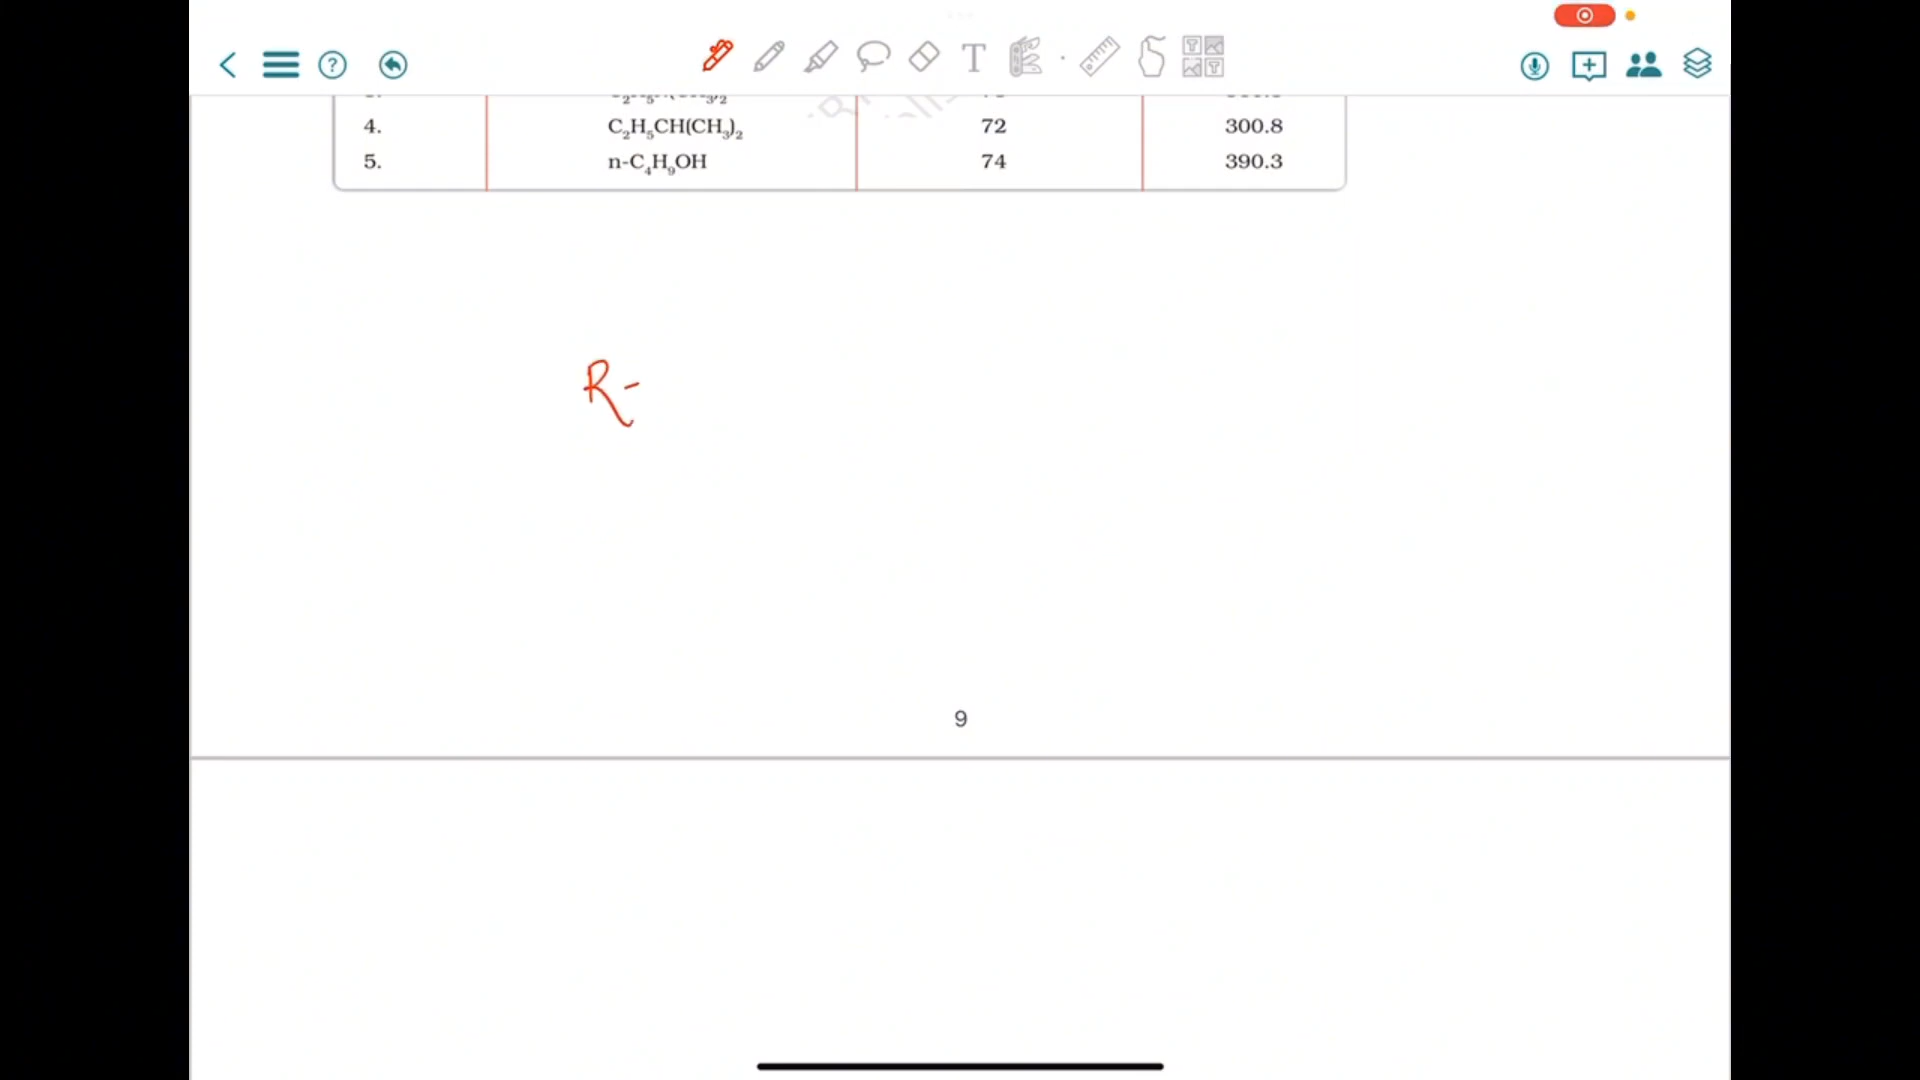 T
4. C₂H₅CH(CH₃)₂ 72 300.8
5. n-C₄H₉OH 74 390.3
R-
9